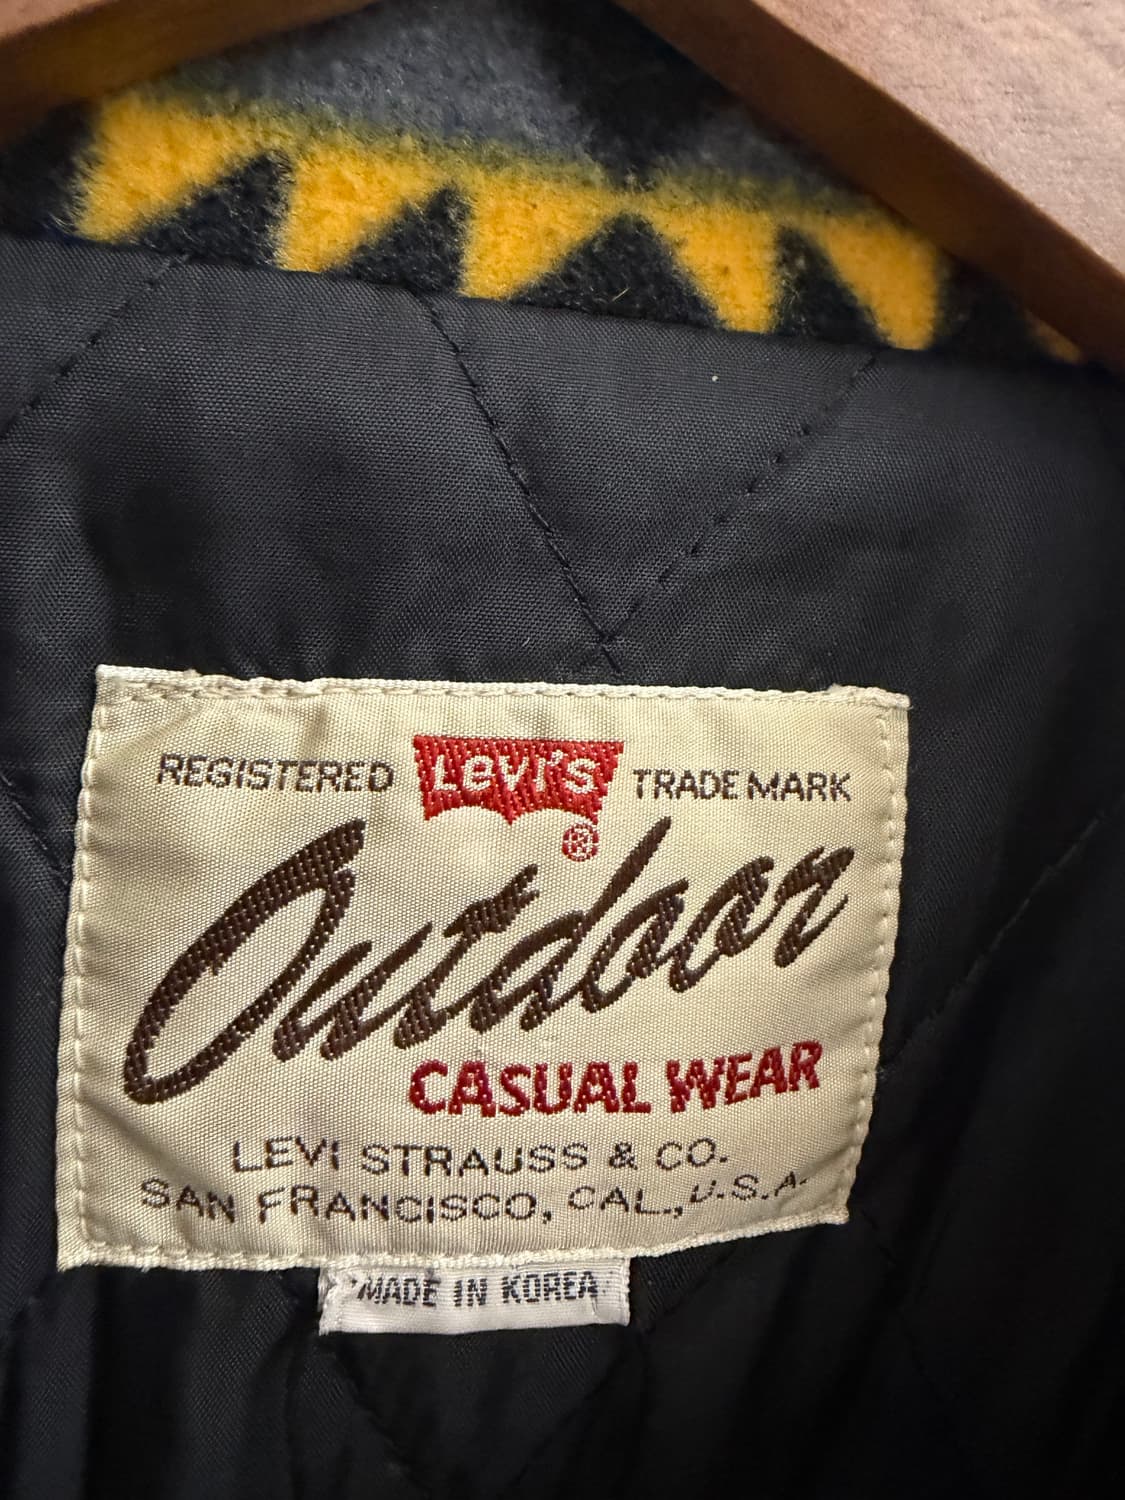 REGISTERED Levi's TRADE MARK
®
Outdoor
CASUAL WEAR
LEVI STRAUSS & CO.
SAN FRANCISCO, CAL., U.S.A.
MADE IN KOREA